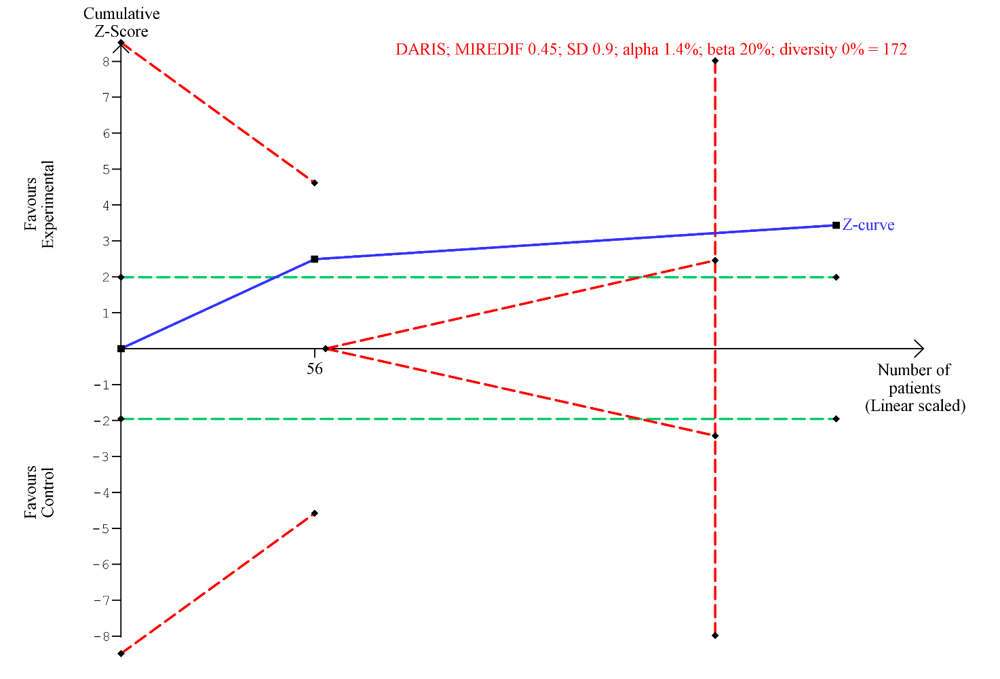 Cumulative
Z-Score
DARIS; MIREDIF 0.45; SD 0.9; alpha 1.4%; beta 20%; diversity 0% = 172
8
7
6
5
4
3
2
1
-1
-2
-3
-4
-5
-6
-7
-8
Favours
Experimental
Favours
Control
Z-curve
56
Number of
patients
(Linear scaled)